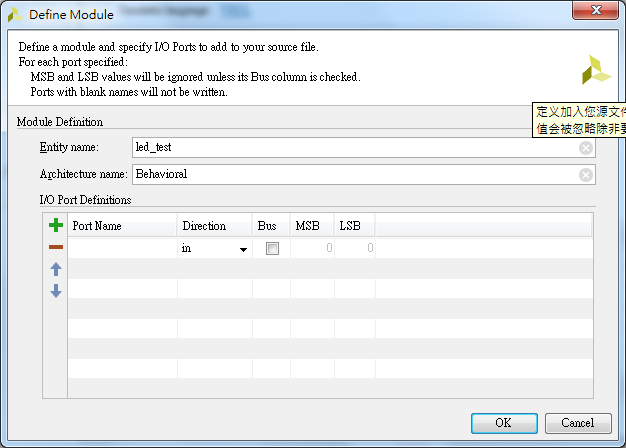 Define Module
Define a module and specify I/O Ports to add to your source file.
For each port specified:
MSB and LSB values will be ignored unless its Bus column is checked.
Ports with blank names will not be written.
定义加入您源文件
值会被忽略除非要
Module Definition
Entity name: led_test
Architecture name: Behavioral
I/O Port Definitions
Port Name Direction Bus MSB LSB
in 0 0
OK Cancel